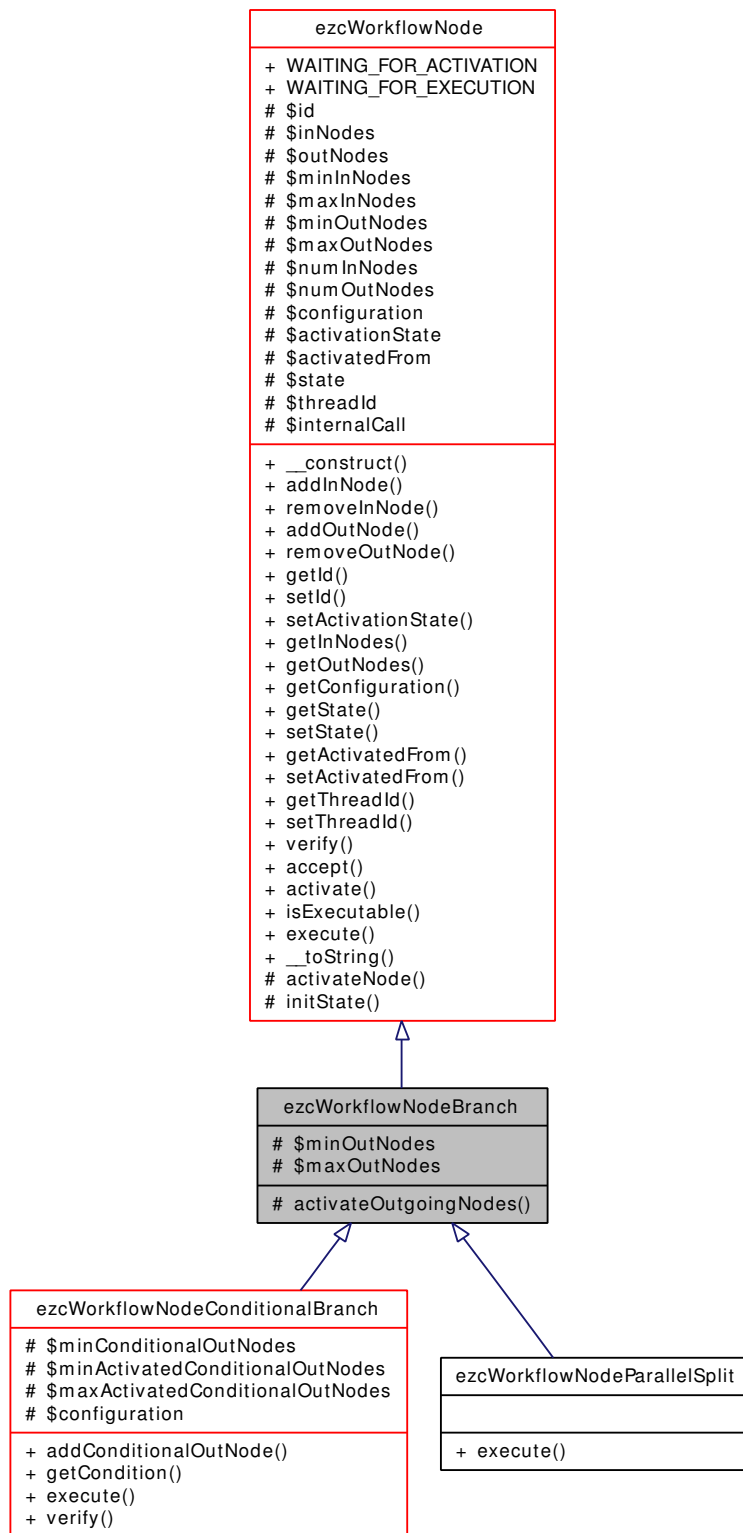 ezcWorkflowNode
+ WAITING_FOR_ACTIVATION
+ WAITING_FOR_EXECUTION
# $id
# $inNodes
# $outNodes
# $minInNodes
# $maxInNodes
# $minOutNodes
# $maxOutNodes
# $numInNodes
# $numOutNodes
# $configuration
# $activationState
# $activatedFrom
# $state
# $threadId
# $internalCall
+ __construct()
+ addInNode()
+ removeInNode()
+ addOutNode()
+ removeOutNode()
+ getId()
+ setId()
+ setActivationState()
+ getInNodes()
+ getOutNodes()
+ getConfiguration()
+ getState()
+ setState()
+ getActivatedFrom()
+ setActivatedFrom()
+ getThreadId()
+ setThreadId()
+ verify()
+ accept()
+ activate()
+ isExecutable()
+ execute()
+ __toString()
# activateNode()
# initState()
ezcWorkflowNodeBranch
# $minOutNodes
# $maxOutNodes
# activateOutgoingNodes()
ezcWorkflowNodeConditionalBranch
# $minConditionalOutNodes
# $minActivatedConditionalOutNodes
# $maxActivatedConditionalOutNodes
# $configuration
+ addConditionalOutNode()
+ getCondition()
+ execute()
+ verify()
ezcWorkflowNodeParallelSplit
+ execute()